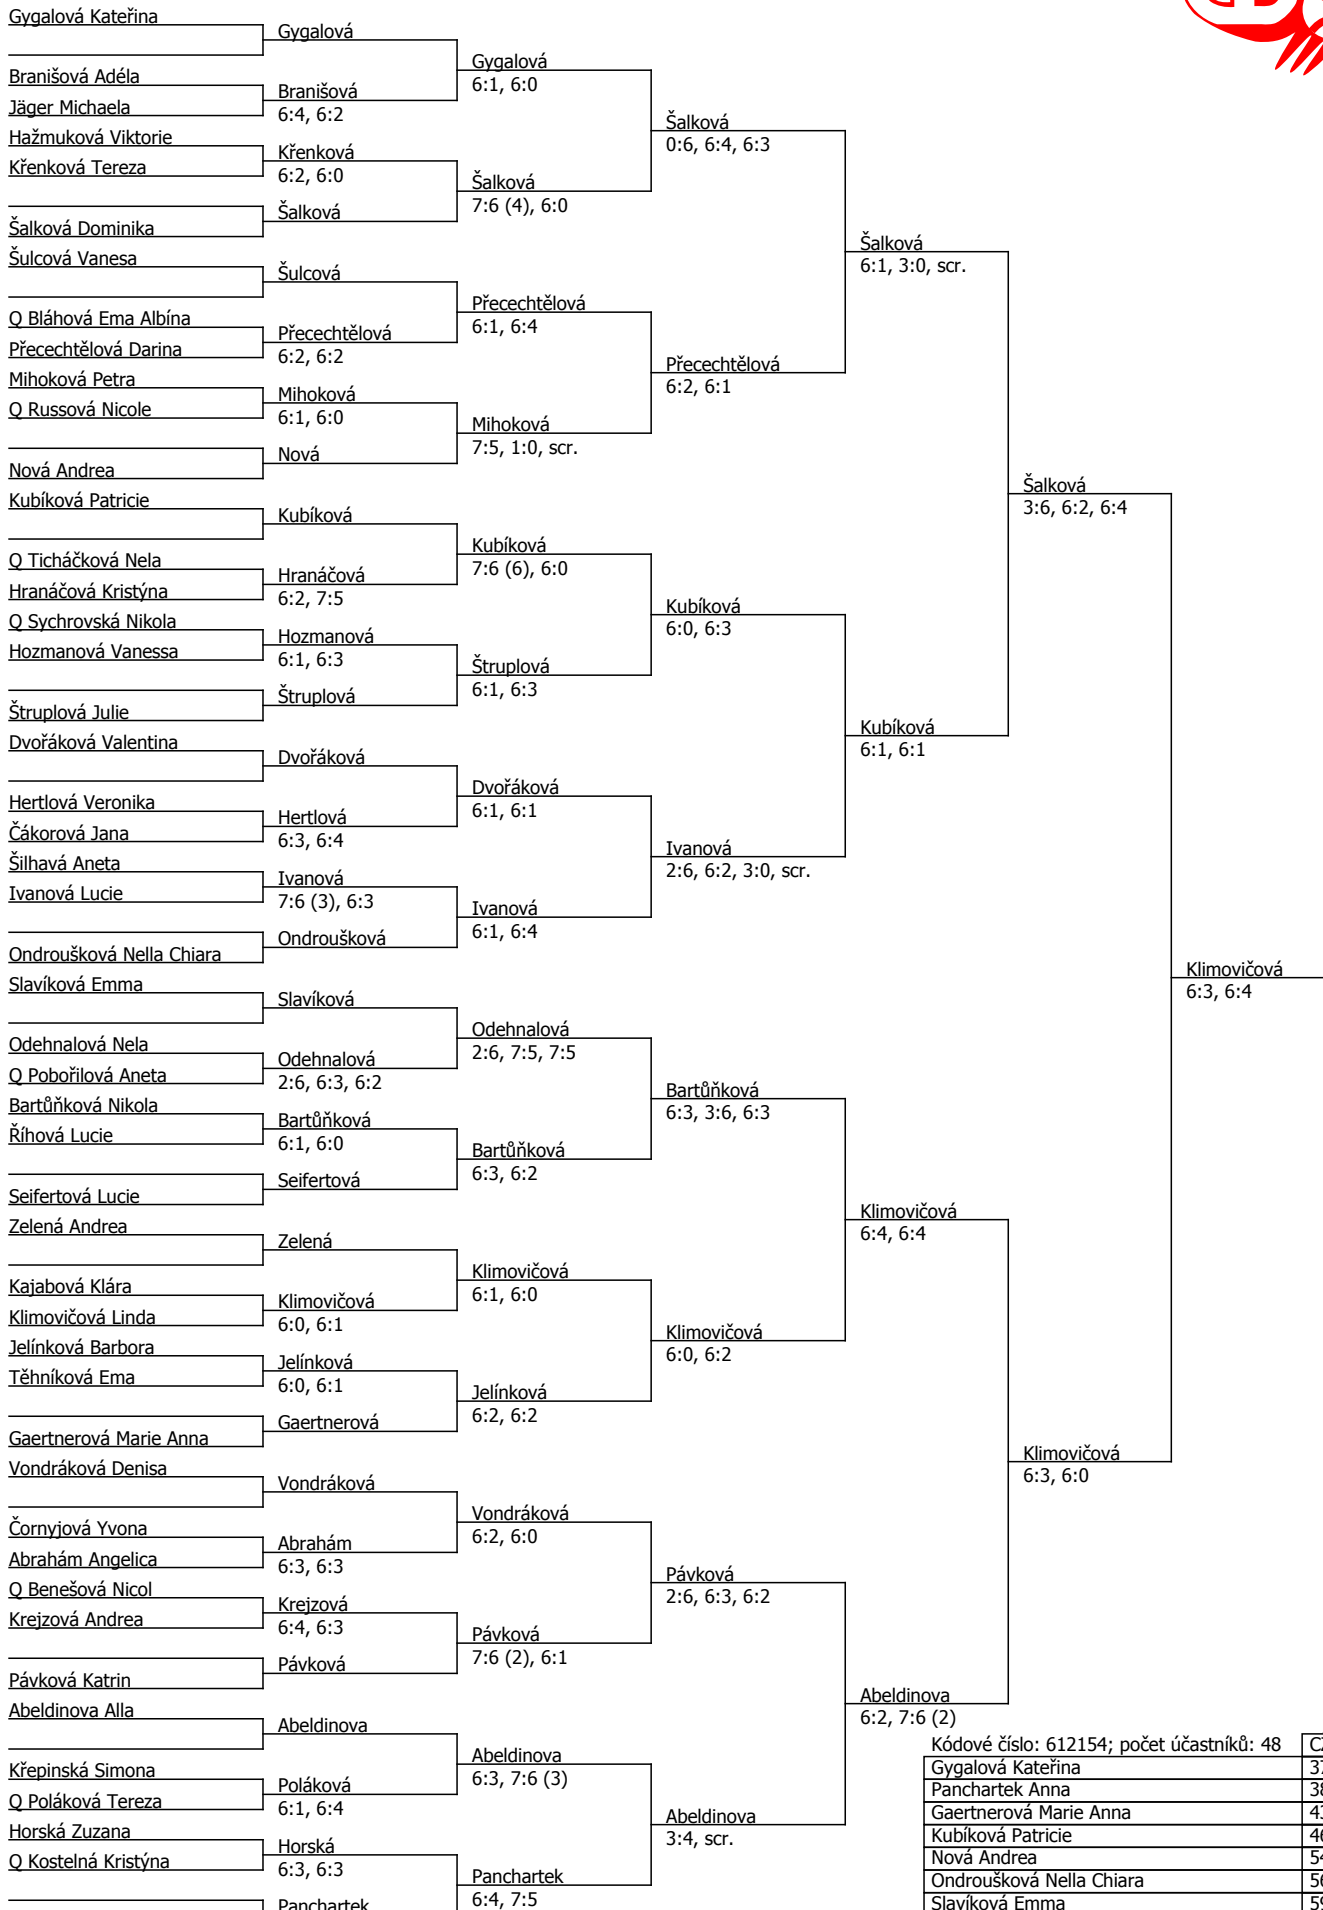 Gygalová Kateřina
Branišová Adéla
Jäger Michaela
Hažmuková Viktorie
Křenková Tereza
Šalková Dominika
Šulcová Vanesa
Q Bláhová Ema Albína
Přecechtělová Darina
Mihoková Petra
Q Russová Nicole
Nová Andrea
Kubíková Patricie
Q Ticháčková Nela
Hranáčová Kristýna
Q Sychrovská Nikola
Hozmanová Vanessa
Štruplová Julie
Dvořáková Valentina
Hertlová Veronika
Čákorová Jana
Šilhavá Aneta
Ivanová Lucie
Ondroušková Nella Chiara
Slavíková Emma
Odehnalová Nela
Q Pobořilová Aneta
Bartůňková Nikola
Říhová Lucie
Seifertová Lucie
Zelená Andrea
Kajabová Klára
Klimovičová Linda
Jelínková Barbora
Těhníková Ema
Gaertnerová Marie Anna
Vondráková Denisa
Čornyjová Yvona
Abrahám Angelica
Q Benešová Nicol
Krejzová Andrea
Pávková Katrin
Abeldinova Alla
Křepinská Simona
Q Poláková Tereza
Horská Zuzana
Q Kostelná Kristýna
Gygalová
Branišová
6:4, 6:2
Křenková
6:2, 6:0
Šalková
Šulcová
Přecechtělová
6:2, 6:2
Mihoková
6:1, 6:0
Nová
Kubíková
Hranáčová
6:2, 7:5
Hozmanová
6:1, 6:3
Štruplová
Dvořáková
Hertlová
6:3, 6:4
Ivanová
7:6 (3), 6:3
Ondroušková
Slavíková
Odehnalová
2:6, 6:3, 6:2
Bartůňková
6:1, 6:0
Seifertová
Zelená
Klimovičová
6:0, 6:1
Jelínková
6:0, 6:1
Gaertnerová
Vondráková
Abrahám
6:3, 6:3
Krejzová
6:4, 6:3
Pávková
Abeldinova
Poláková
6:1, 6:4
Horská
6:3, 6:3
Panchartek
Gygalová
6:1, 6:0
Šalková
7:6 (4), 6:0
Přecechtělová
6:1, 6:4
Mihoková
7:5, 1:0, scr.
Kubíková
7:6 (6), 6:0
Štruplová
6:1, 6:3
Dvořáková
6:1, 6:1
Ivanová
6:1, 6:4
Odehnalová
2:6, 7:5, 7:5
Bartůňková
6:3, 6:2
Klimovičová
6:1, 6:0
Jelínková
6:2, 6:2
Vondráková
6:2, 6:0
Pávková
7:6 (2), 6:1
Abeldinova
6:3, 7:6 (3)
Panchartek
6:4, 7:5
Šalková
0:6, 6:4, 6:3
Přecechtělová
6:2, 6:1
Kubíková
6:0, 6:3
Ivanová
2:6, 6:2, 3:0, scr.
Bartůňková
6:3, 3:6, 6:3
Klimovičová
6:0, 6:2
Pávková
2:6, 6:3, 6:2
Abeldinova
3:4, scr.
Šalková
6:1, 3:0, scr.
Kubíková
6:1, 6:1
Klimovičová
6:4, 6:4
Abeldinova
6:2, 7:6 (2)
Šalková
3:6, 6:2, 6:4
Klimovičová
6:3, 6:0
Klimovičová
6:3, 6:4
Kódové číslo: 612154; počet účastníků: 48
Gygalová Kateřina
Panchartek Anna
Gaertnerová Marie Anna
Kubíková Patricie
Nová Andrea
Ondroušková Nella Chiara
Slavíková Emma